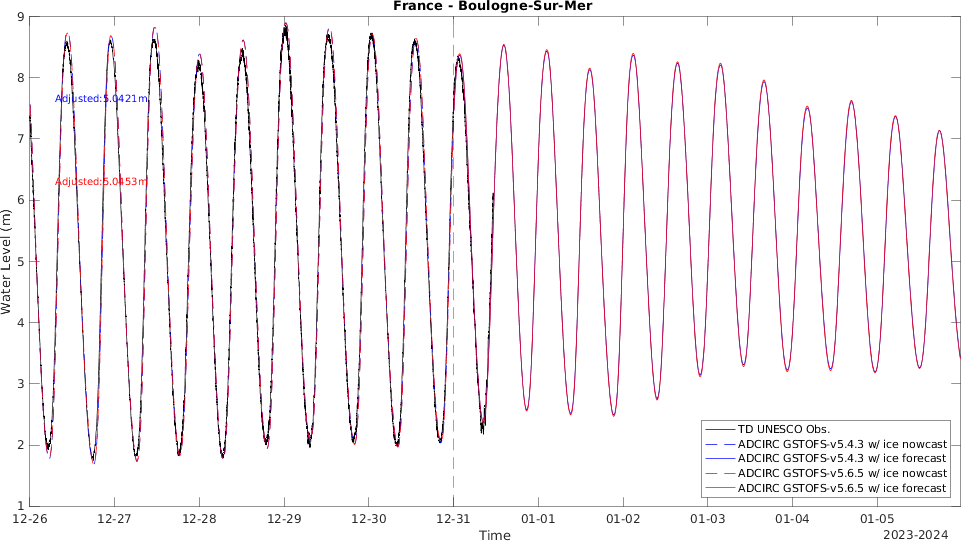 France - Boulogne-Sur-Mer
9
8
Adjusted:5.0421m
7
Adjusted:5.0453m
6
Water Level (m)
5
4
3
2
1
TD UNESCO Obs.
ADCIRC GSTOFS-v5.4.3 w/ ice nowcast
ADCIRC GSTOFS-v5.4.3 w/ ice forecast
ADCIRC GSTOFS-v5.6.5 w/ ice nowcast
ADCIRC GSTOFS-v5.6.5 w/ ice forecast
12-26 12-27 12-28 12-29 12-30 12-31 01-01 01-02 01-03 01-04 01-05
Time
2023-2024